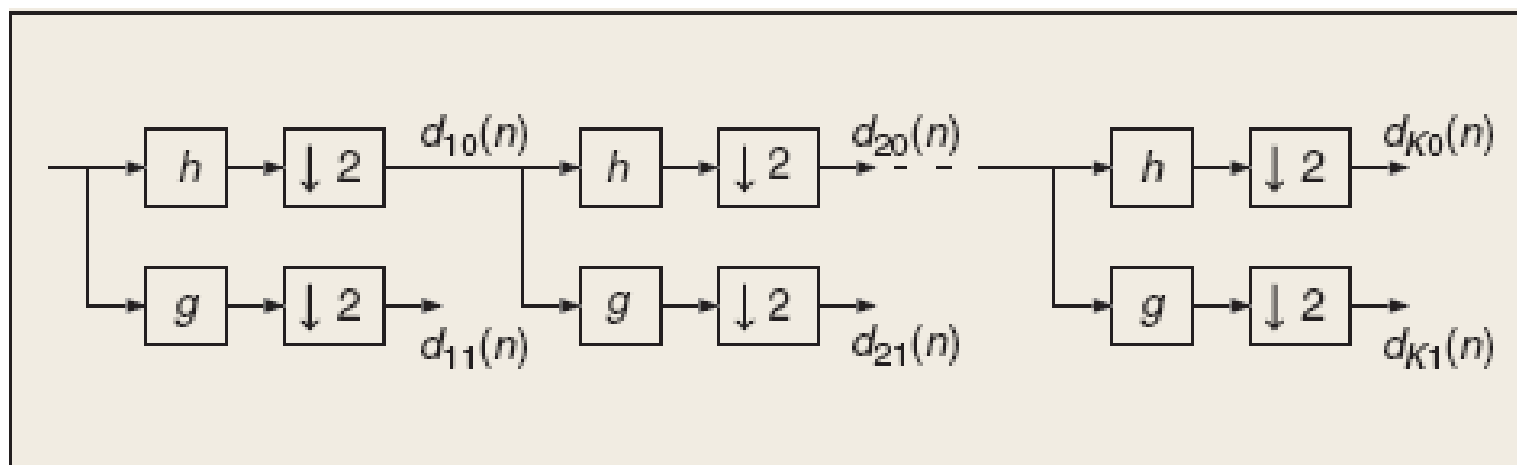 d₁₀(n) d₂₀(n) dₖ₀(n)
h ↓ 2 h ↓ 2 h ↓ 2
g ↓ 2 g ↓ 2 g ↓ 2
d₁₁(n) d₂₁(n) dₖ₁(n)